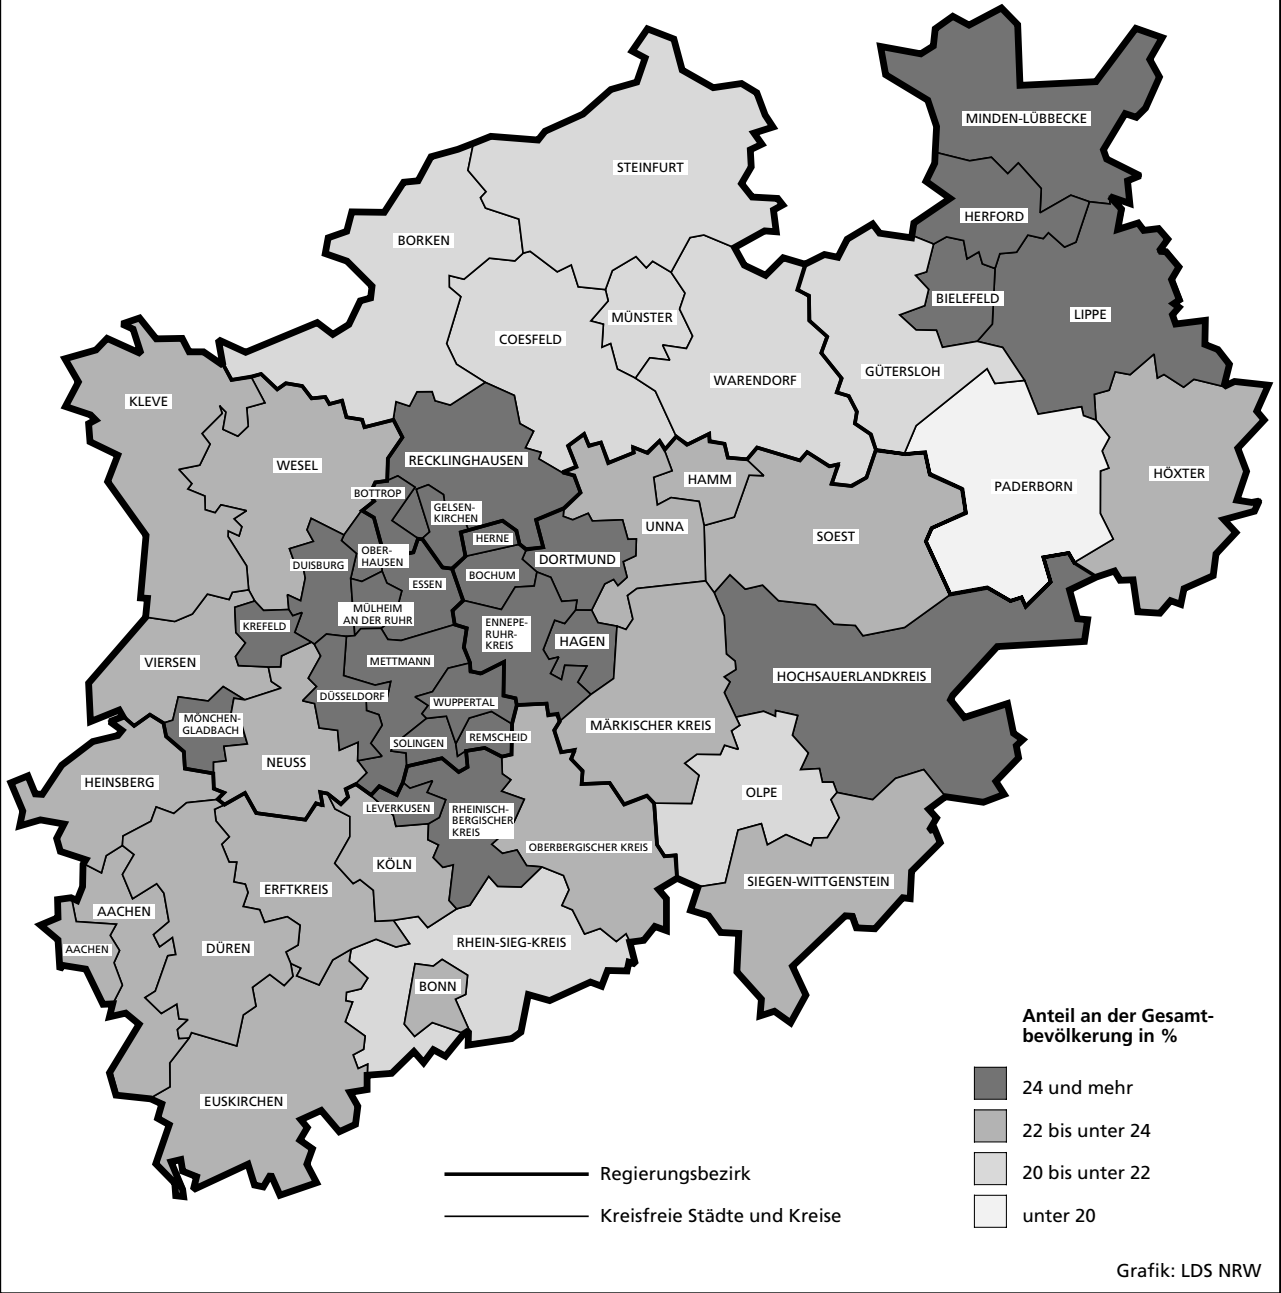 MINDEN-LÜBBECKE
STEINFURT
HERFORD
BORKEN
BIELEFELD
LIPPE
MÜNSTER
COESFELD
GÜTERSLOH
WARENDORF
KLEVE
RECKLINGHAUSEN
WESEL
HÖXTER
HAMM
PADERBORN
BOTTROP
GELSEN-
KIRCHEN
UNNA
SOEST
HERNE
OBER-
HAUSEN
DORTMUND
DUISBURG
BOCHUM
ESSEN
MÜLHEIM
AN DER RUHR
KREFELD
ENNEPE-
RUHR-
KREIS
HAGEN
VIERSEN
METTMANN
HOCHSAUERLANDKREIS
DÜSSELDORF
WUPPERTAL
MÖNCHEN-
GLADBACH
MÄRKISCHER KREIS
REMSCHEID
SOLINGEN
NEUSS
HEINSBERG
OLPE
LEVERKUSEN
RHEINISCH-
BERGISCHER
KREIS
OBERBERGISCHER KREIS
KÖLN
SIEGEN-WITTGENSTEIN
ERFTKREIS
AACHEN
RHEIN-SIEG-KREIS
AACHEN
DÜREN
BONN
EUSKIRCHEN
Anteil an der Gesamt-
bevölkerung in %
24 und mehr
22 bis unter 24
20 bis unter 22
unter 20
Regierungsbezirk
Kreisfreie Städte und Kreise
Grafik: LDS NRW